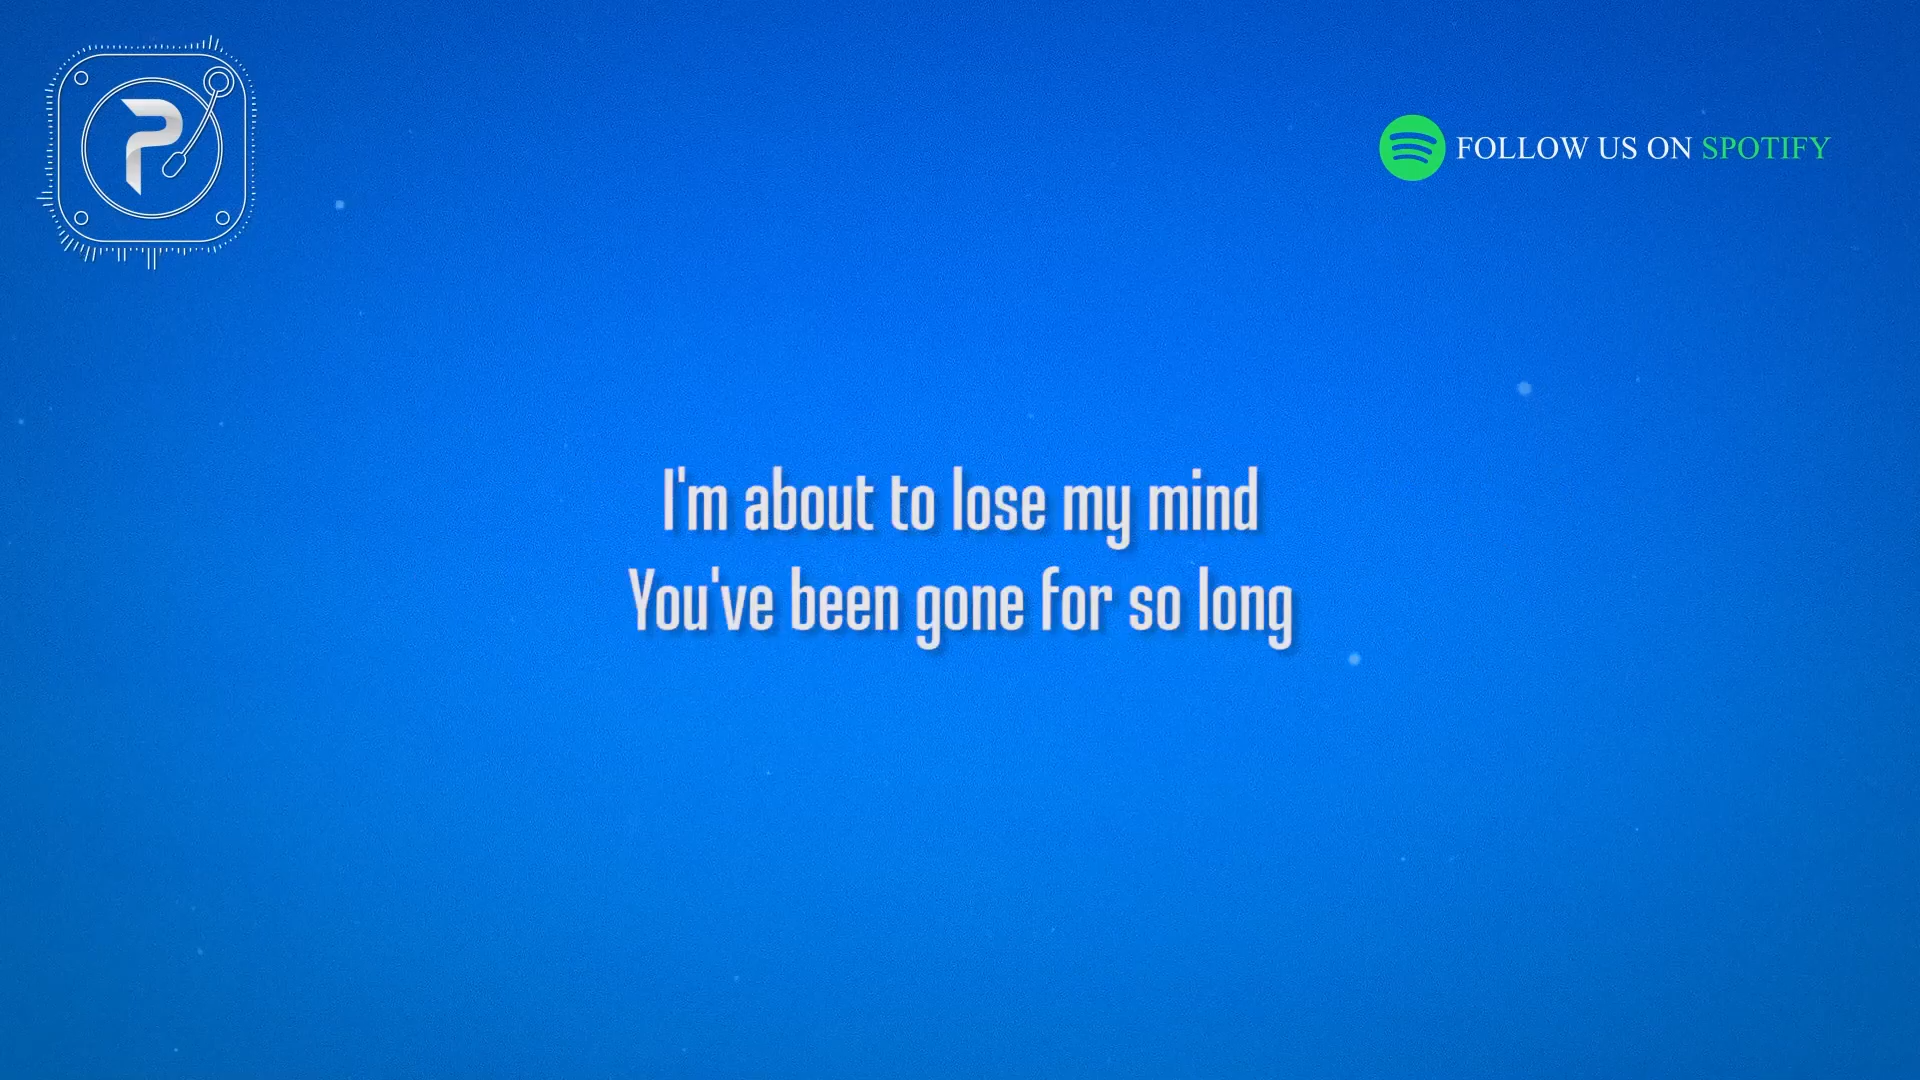 P
FOLLOW US ON SPOTIFY
I'm about to lose my mind
You've been gone for so long